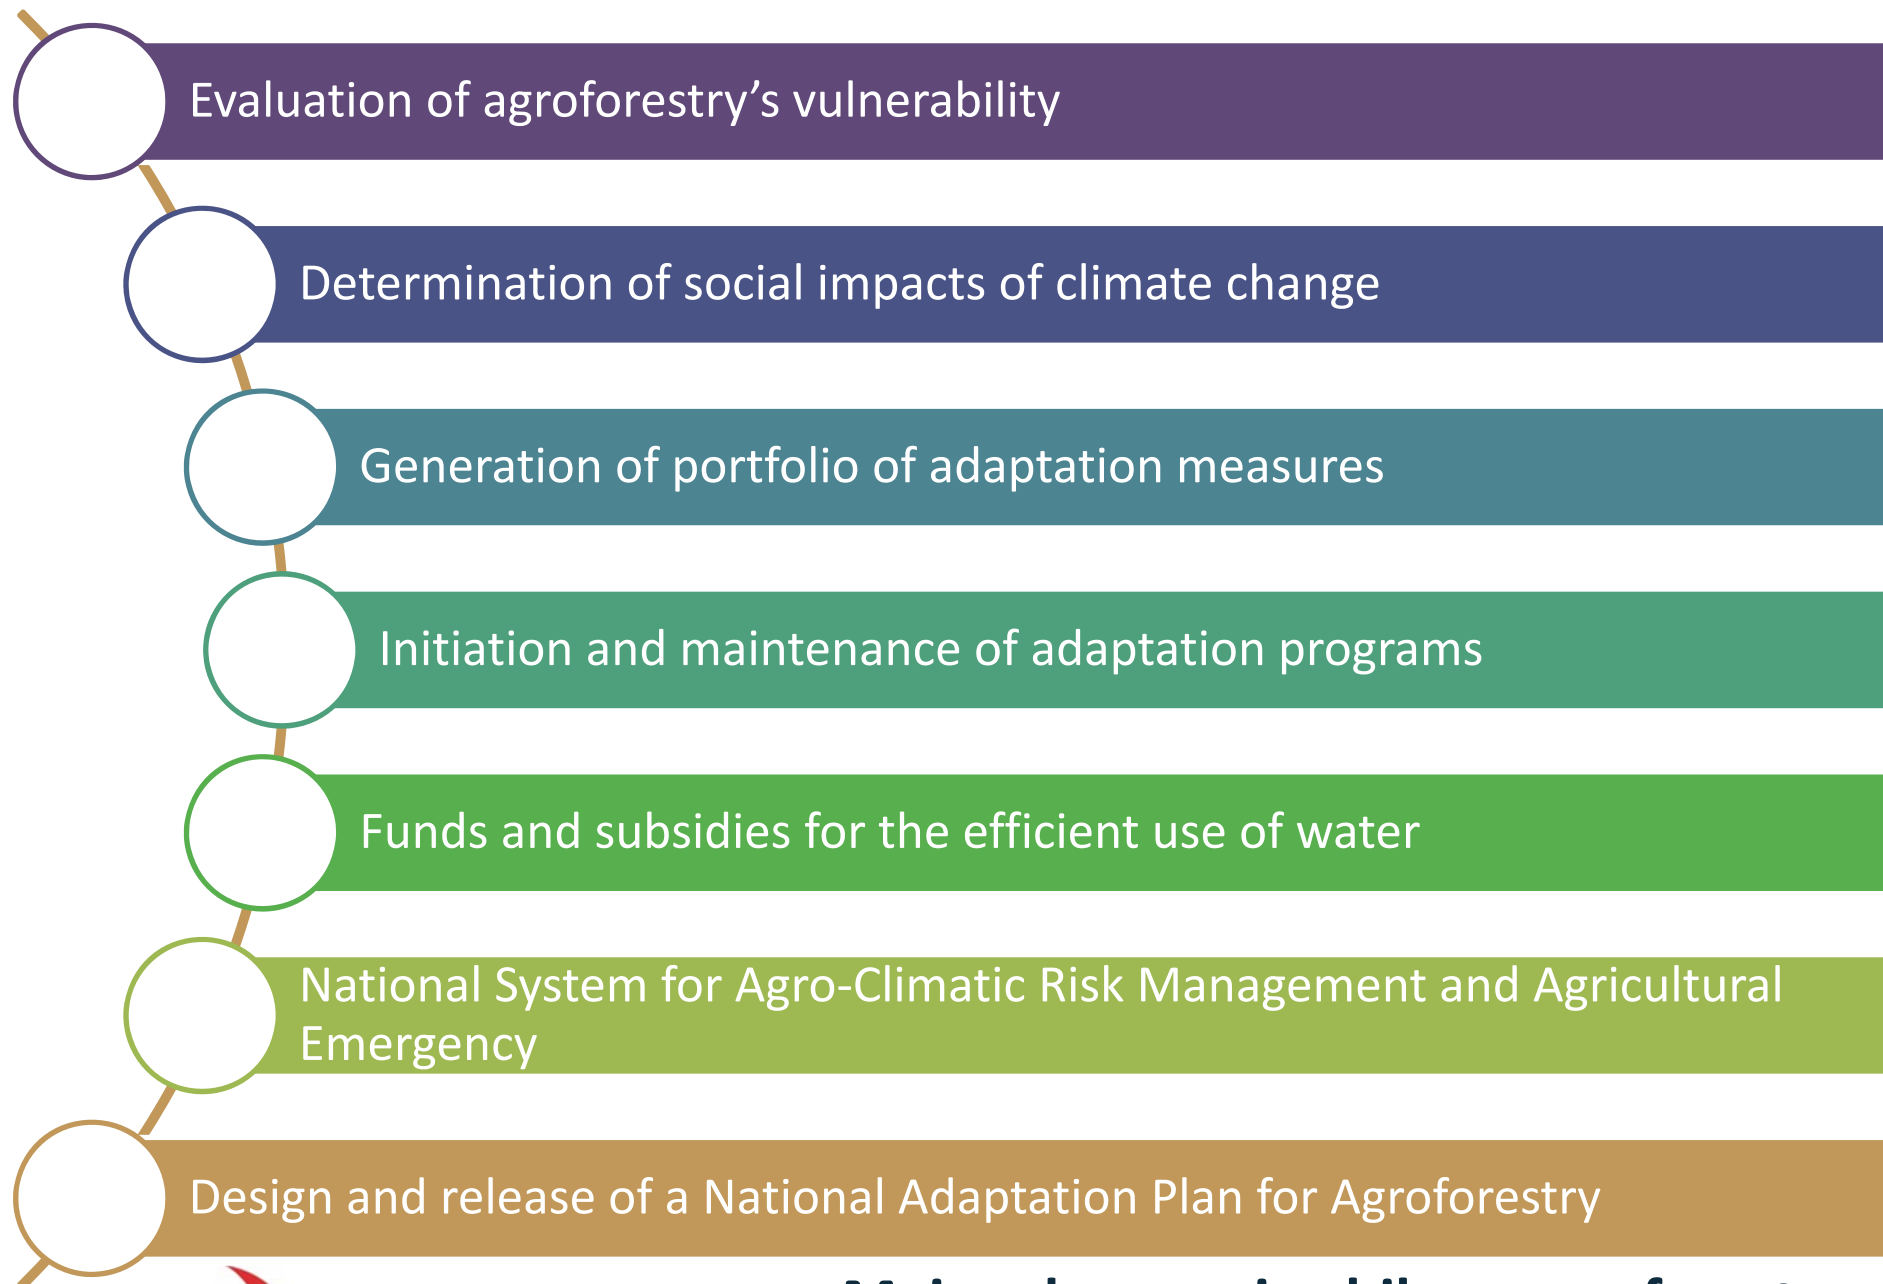 Evaluation of agroforestry’s vulnerability
Determination of social impacts of climate change
Generation of portfolio of adaptation measures
Initiation and maintenance of adaptation programs
Funds and subsidies for the efficient use of water
National System for Agro-Climatic Risk Management and Agricultural
Emergency
Design and release of a National Adaptation Plan for Agroforestry